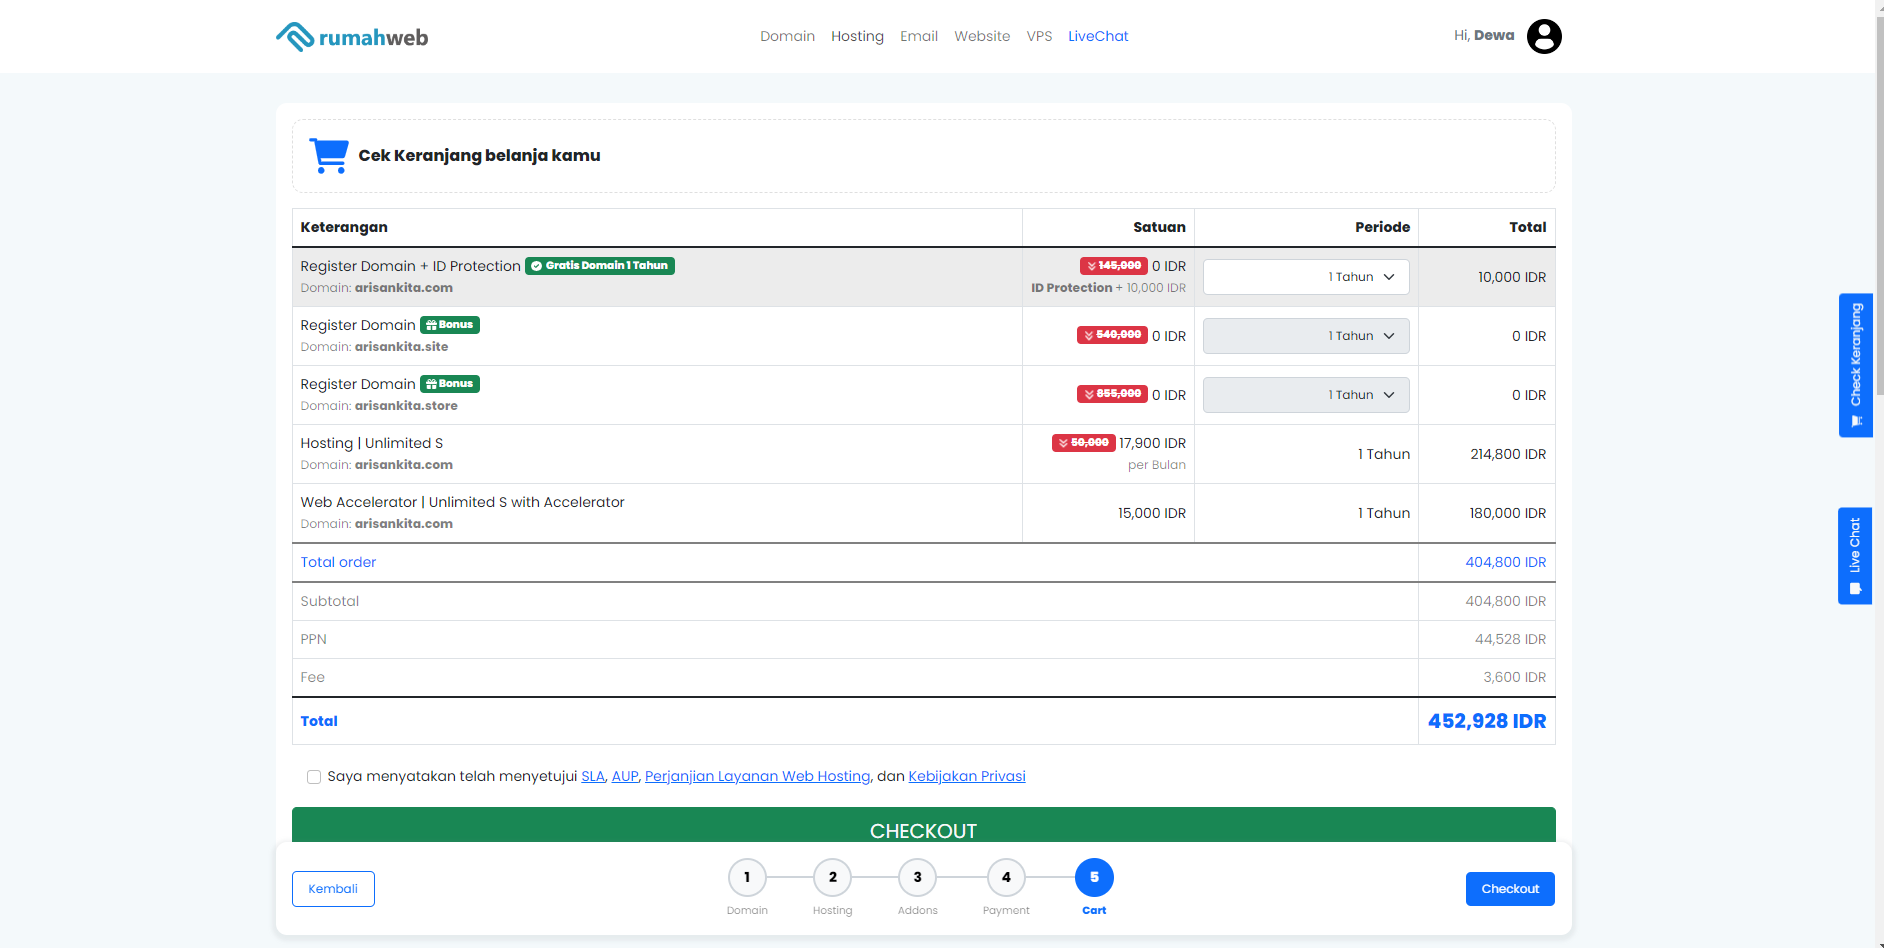 rumahweb
Domain Hosting Email Website VPS LiveChat
Hi, Dewa
Cek Keranjang belanja kamu
Keterangan Satuan Periode Total
Register Domain + ID Protection Gratis Domain 1 Tahun 145,000 0 IDR 1 Tahun 10,000 IDR
Domain: arisankita.com ID Protection + 10,000 IDR
Register Domain Bonus 540,000 0 IDR 1 Tahun 0 IDR
Domain: arisankita.site
Register Domain Bonus 855,000 0 IDR 1 Tahun 0 IDR
Domain: arisankita.store
Hosting | Unlimited S 50,000 17,900 IDR 1 Tahun 214,800 IDR
Domain: arisankita.com per Bulan
Web Accelerator | Unlimited S with Accelerator 15,000 IDR 1 Tahun 180,000 IDR
Domain: arisankita.com
Total order 404,800 IDR
Subtotal 404,800 IDR
PPN 44,528 IDR
Fee 3,600 IDR
Total 452,928 IDR
Saya menyatakan telah menyetujui SLA, AUP, Perjanjian Layanan Web Hosting, dan Kebijakan Privasi
CHECKOUT
Kembali
1 2 3 4 5
Domain Hosting Addons Payment Cart
Checkout
Check Keranjang
Live Chat